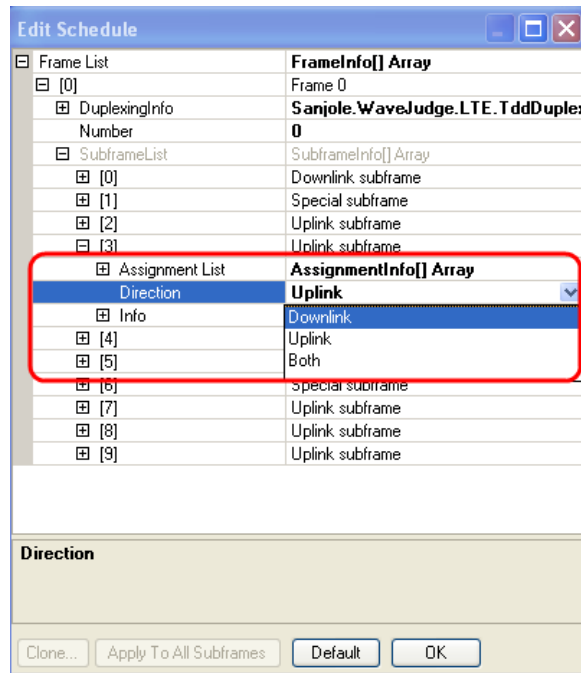 Edit Schedule
Frame List FrameInfo[] Array
[0] Frame 0
DuplexingInfo Sanjole.WaveJudge.LTE.TddDuplex
Number 0
SubframeList SubframeInfo[] Array
[0] Downlink subframe
[1] Special subframe
[2] Uplink subframe
[3] Uplink subframe
Assignment List AssignmentInfo[] Array
Direction Uplink
Info Downlink
[4] Uplink
[5] Both
[6] Special subframe
[7] Uplink subframe
[8] Uplink subframe
[9] Uplink subframe
Direction
Clone... Apply To All Subframes Default OK